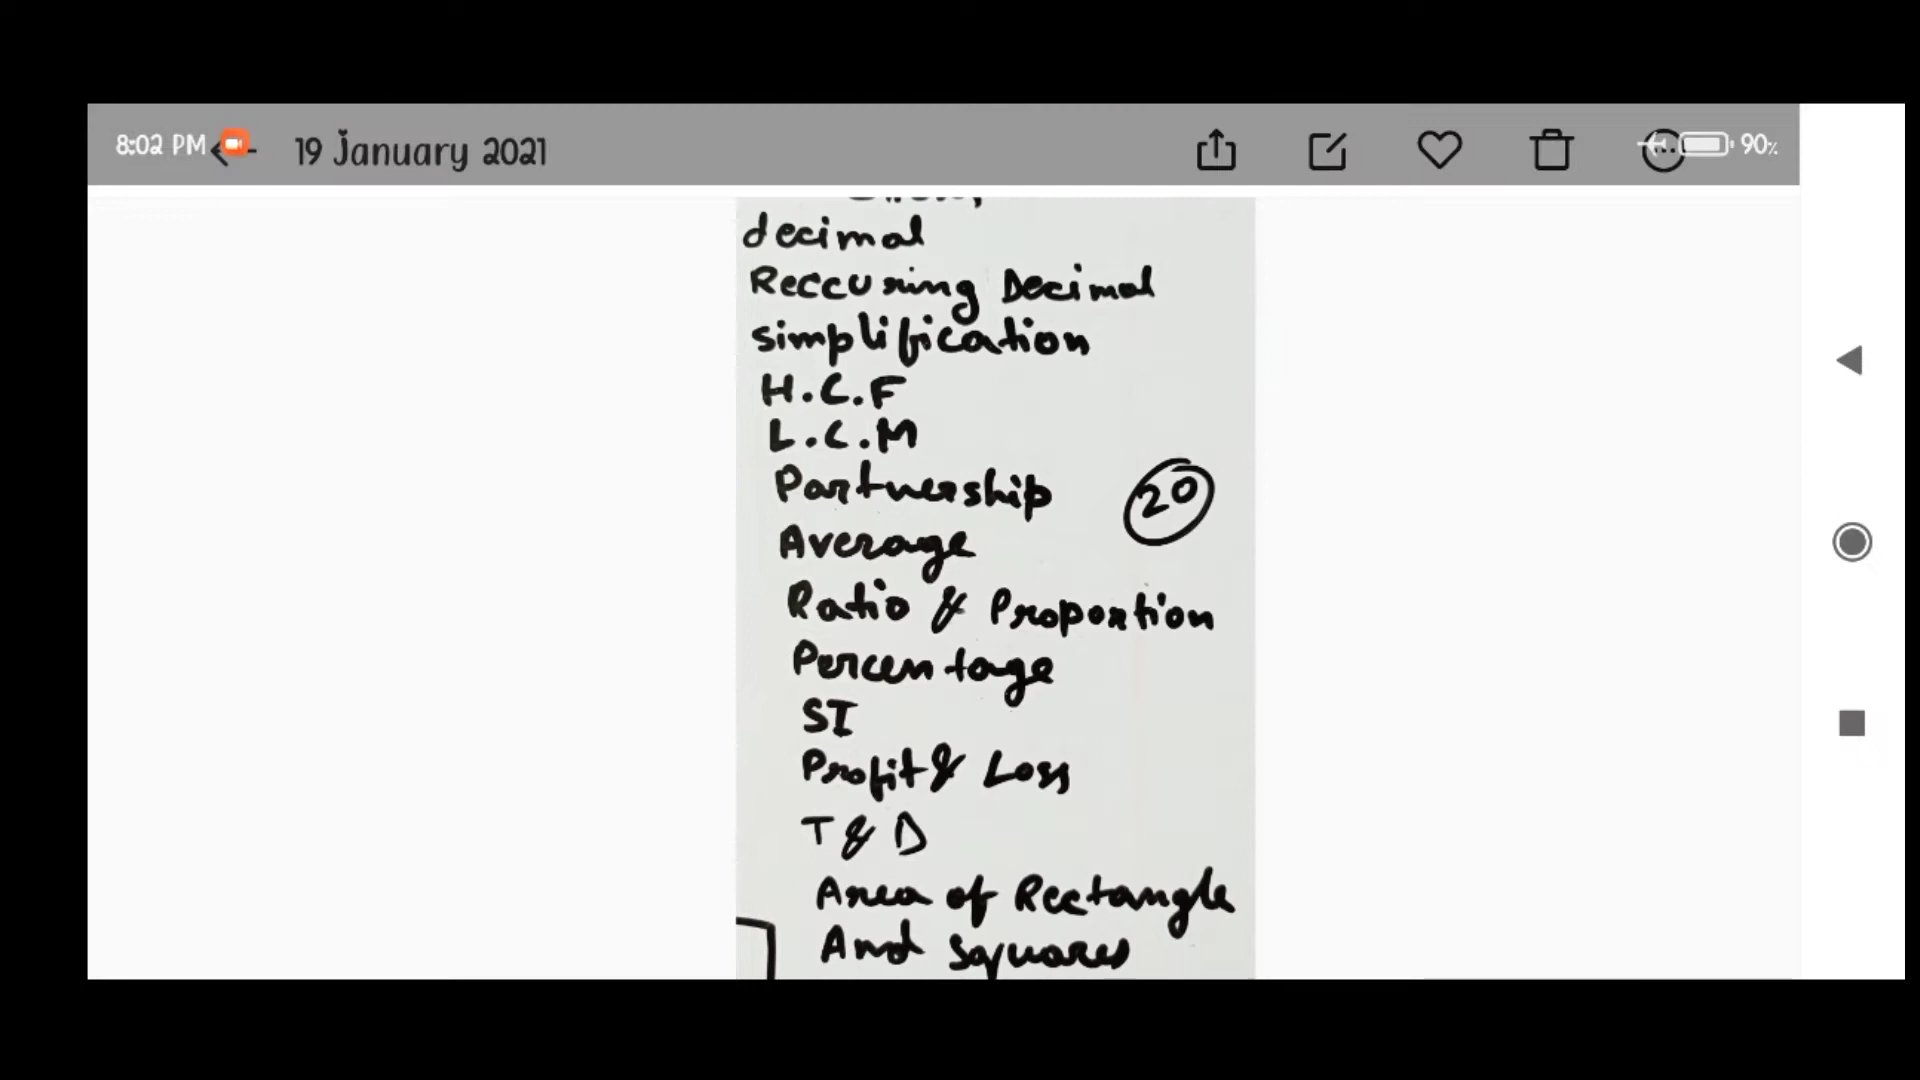 8:02 PM
19 January 2021
90%
decimal
Reccuring Decimal
simplification
H.C.F
L.C.M
Partnership
20
Average
Ratio & Proportion
Percentage
SI
Profit & Loss
T & D
Area of Rectangle
And Squares